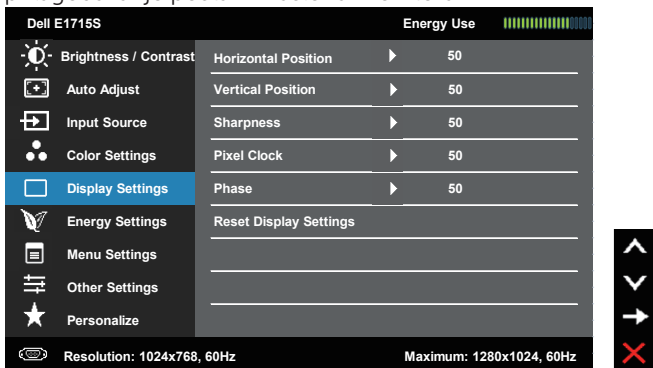 Dell E1715S Energy Use
Brightness / Contrast Horizontal Position 50
Auto Adjust Vertical Position 50
Input Source Sharpness 50
Color Settings Pixel Clock 50
Display Settings Phase 50
Energy Settings Reset Display Settings
Menu Settings
Other Settings
Personalize
Resolution: 1024x768, 60Hz Maximum: 1280x1024, 60Hz